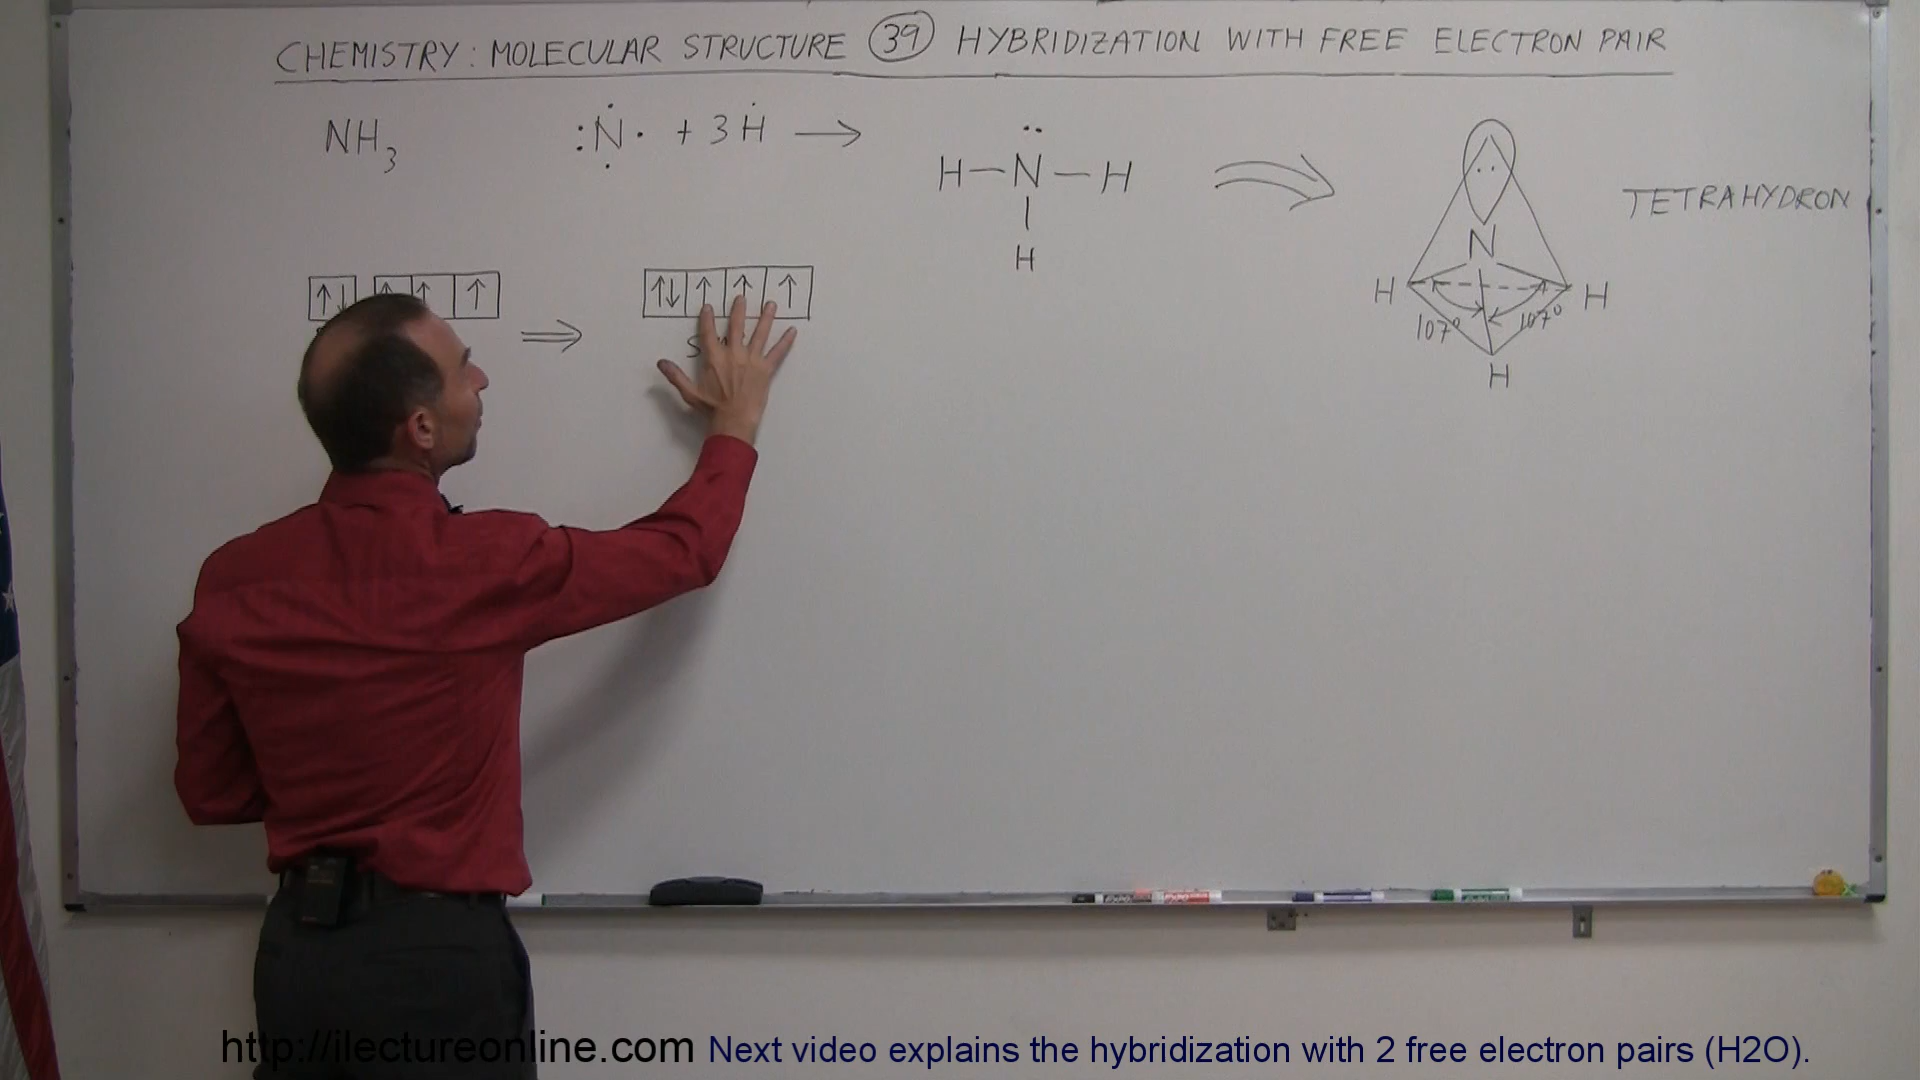 CHEMISTRY: MOLECULAR STRUCTURE 39 HYBRIDIZATION WITH FREE ELECTRON PAIR
NH3
:N· + 3H →
H—N—H
H
TETRAHYDRON
N
H H
107° 107°
H
http://ilectureonline.com Next video explains the hybridization with 2 free electron pairs (H2O).